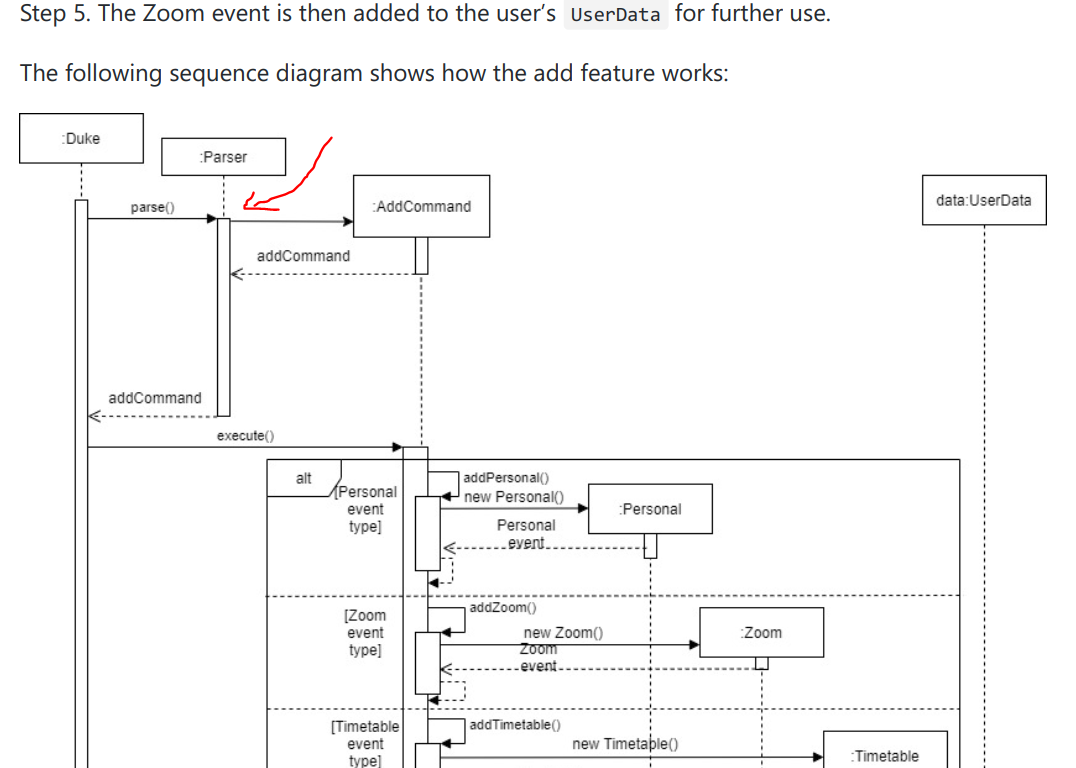 Step 5. The Zoom event is then added to the user’s UserData for further use.
The following sequence diagram shows how the add feature works:
:Duke
:Parser
:AddCommand
data:UserData
parse()
addCommand
addCommand
execute()
alt
[Personal
event
type]
addPersonal()
new Personal()
:Personal
Personal
event
[Zoom
event
type]
addZoom()
new Zoom()
:Zoom
Zoom
event
[Timetable
event
type]
addTimetable()
new Timetable()
:Timetable